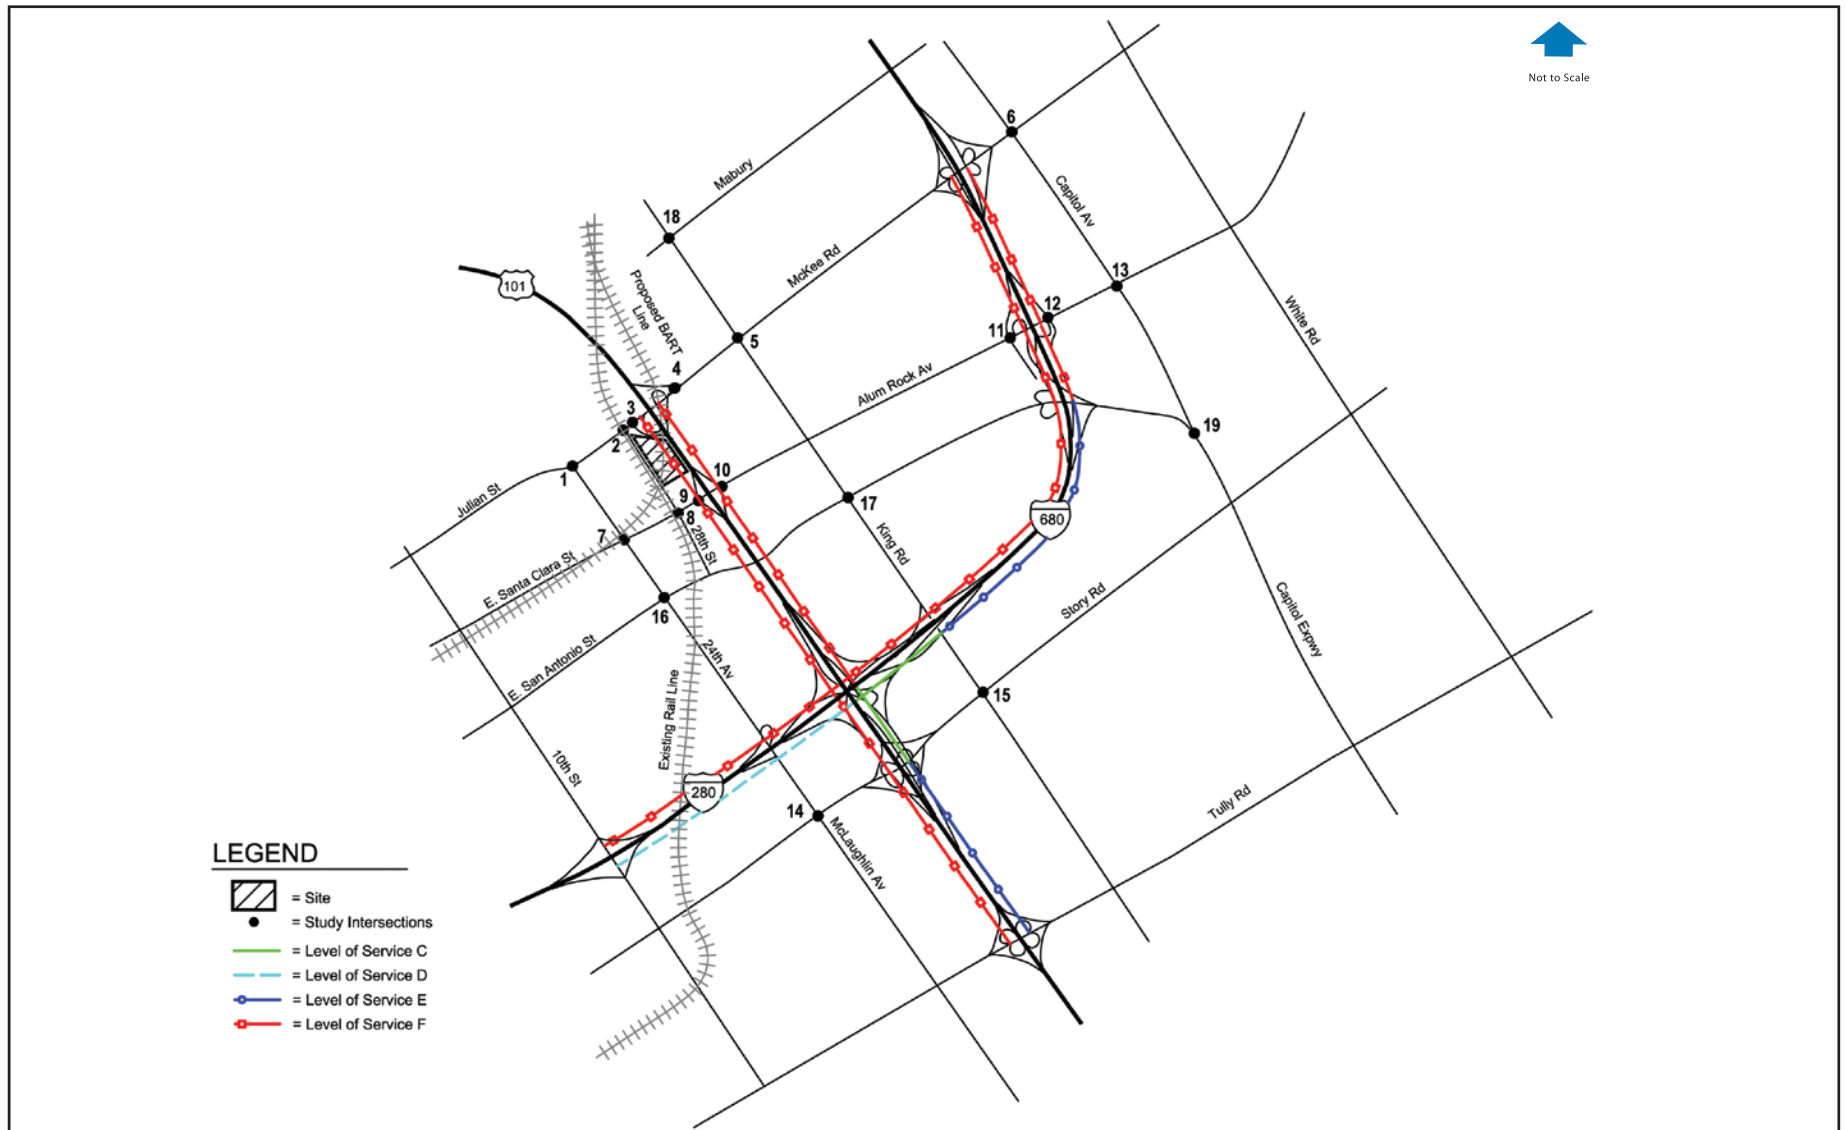 Not to Scale
6
Mabury
Capitol Av
18
McKee Rd
13
101
Proposed BART
Line
12
White Rd
11
5
4
Alum Rock Av
3
19
2
10
1
Julian St
9
17
8
680
7
28th St
King Rd
E. Santa Clara St
Story Rd
16
Capitol Expwy
24th Av
E. San Antonio St
15
Existing Rail Line
10th St
280
14
Tully Rd
McLaughlin Av
LEGEND
= Site
= Study Intersections
= Level of Service C
= Level of Service D
= Level of Service E
= Level of Service F